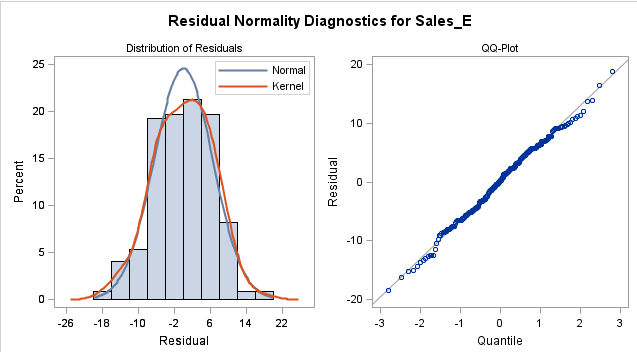 Residual Normality Diagnostics for Sales_E
Distribution of Residuals
Percent
25
20
15
10
5
0
Normal
Kernel
-26 -18 -10 -2 6 14 22
Residual
QQ-Plot
Residual
20
10
0
-10
-20
-3 -2 -1 0 1 2 3
Quantile